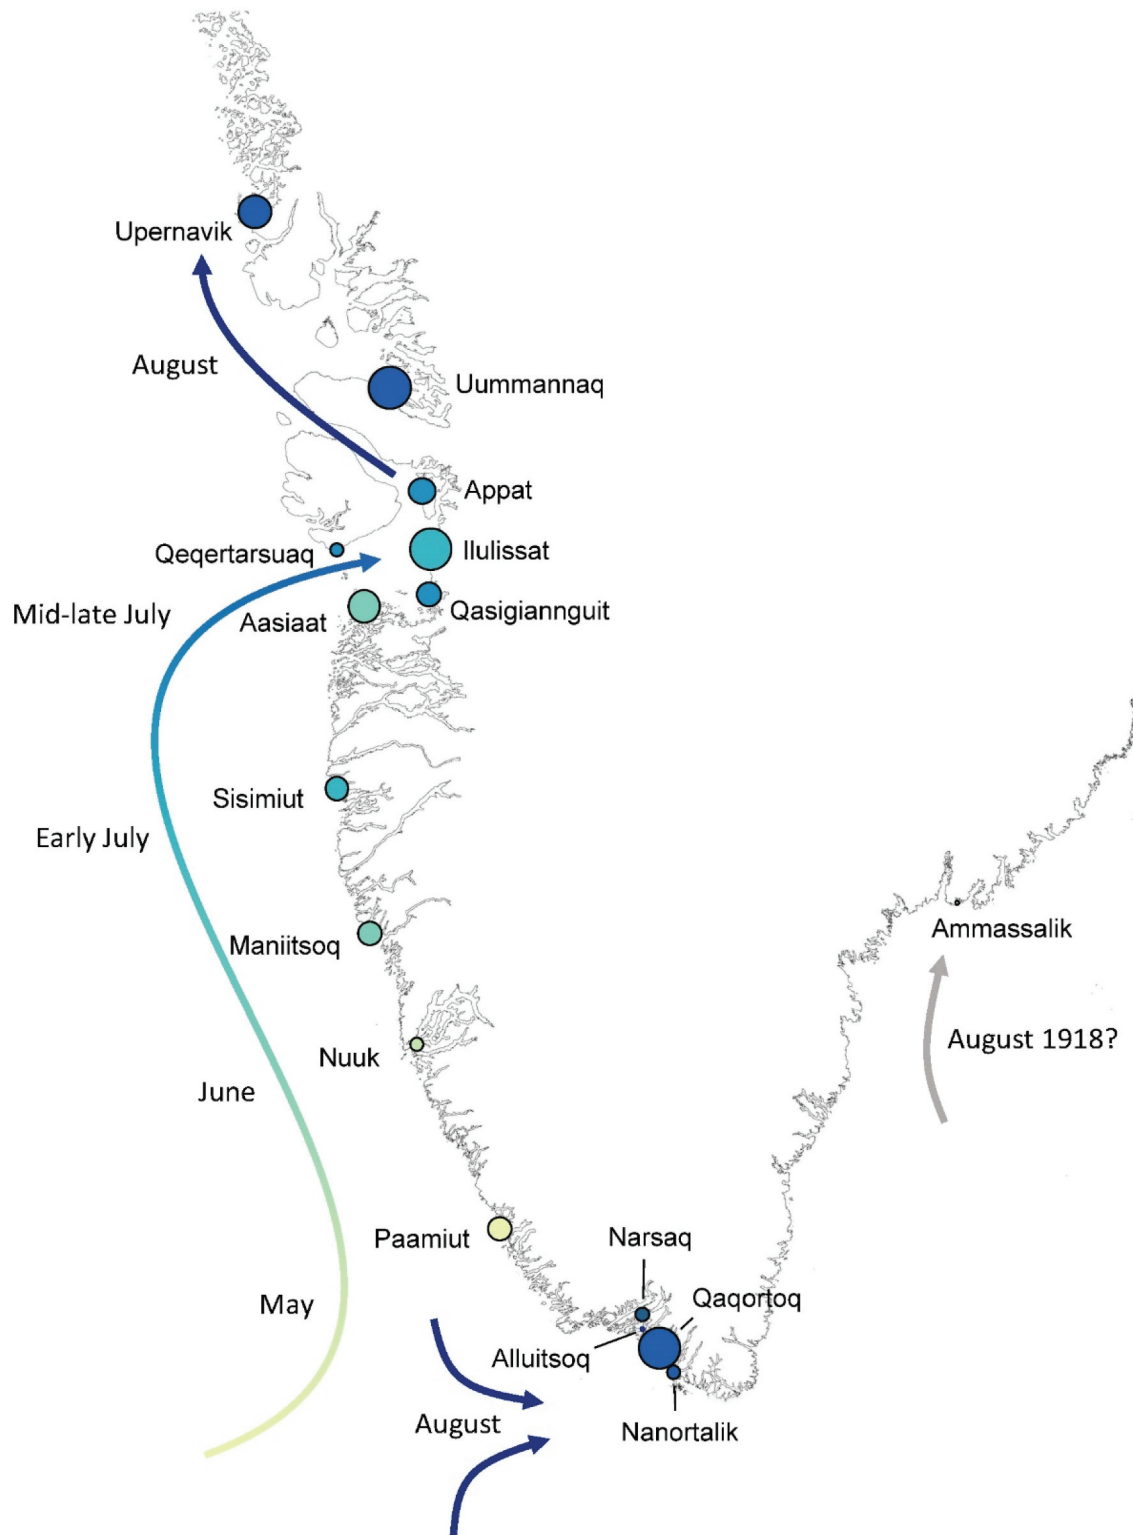 Upernavik
August
Uummannaq
Appat
Qeqertarsuaq
Ilulissat
Mid-late July
Aasiaat
Qasigiannguit
Sisimiut
Early July
Maniitsoq
Ammassalik
Nuuk
August 1918?
June
Paamiut
Narsaq
May
Qaqortoq
Alluitsoq
August
Nanortalik